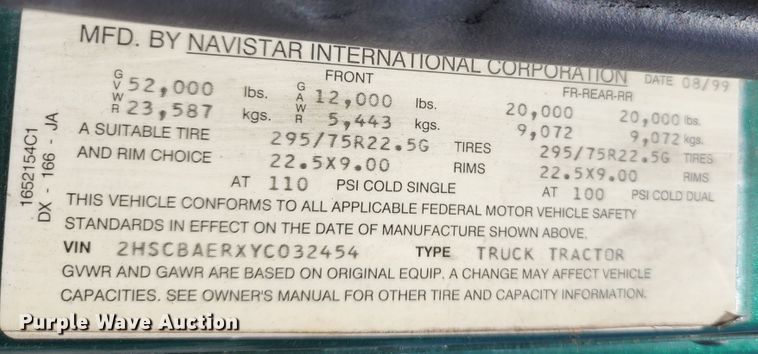 MFD. BY NAVISTAR INTERNATIONAL CORPORATION DATE 08/99
FRONT FR-REAR-RR
GVWR 52,000 lbs. GAWR 12,000 lbs. 20,000 20,000 lbs.
23,587 kgs. 5,443 kgs. 9,072 9,072 kgs.
A SUITABLE TIRE 295/75R22.5G TIRES 295/75R22.5G TIRES
AND RIM CHOICE 22.5X9.00 RIMS 22.5X9.00 RIMS
AT 110 PSI COLD SINGLE AT 100 PSI COLD DUAL
THIS VEHICLE CONFORMS TO ALL APPLICABLE FEDERAL MOTOR VEHICLE SAFETY
STANDARDS IN EFFECT ON THE DATE OF MANUFACTURE SHOWN ABOVE.
VIN 2HSCBAERXYC032454 TYPE TRUCK TRACTOR
GVWR AND GAWR ARE BASED ON ORIGINAL EQUIP. A CHANGE MAY AFFECT VEHICLE
CAPACITIES. SEE OWNER'S MANUAL FOR OTHER TIRE AND CAPACITY INFORMATION.
1652154C1
DX - 166 - JA
Purple Wave Auction